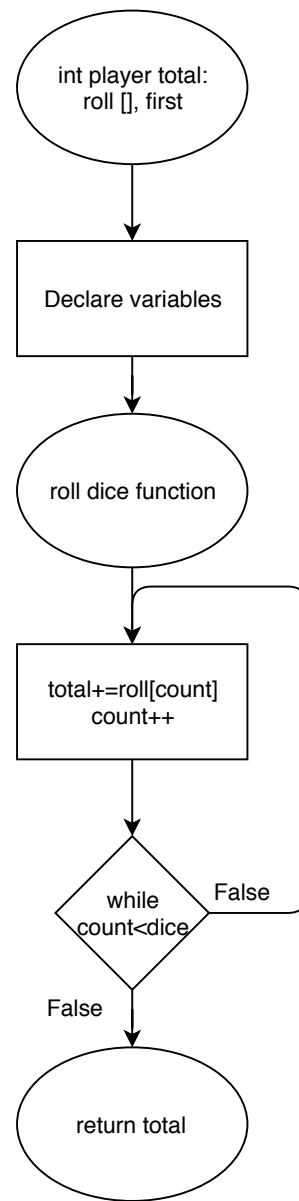 int player total:
roll [], first
Declare variables
roll dice function
total+=roll[count]
count++
while
count<dice
False
False
return total